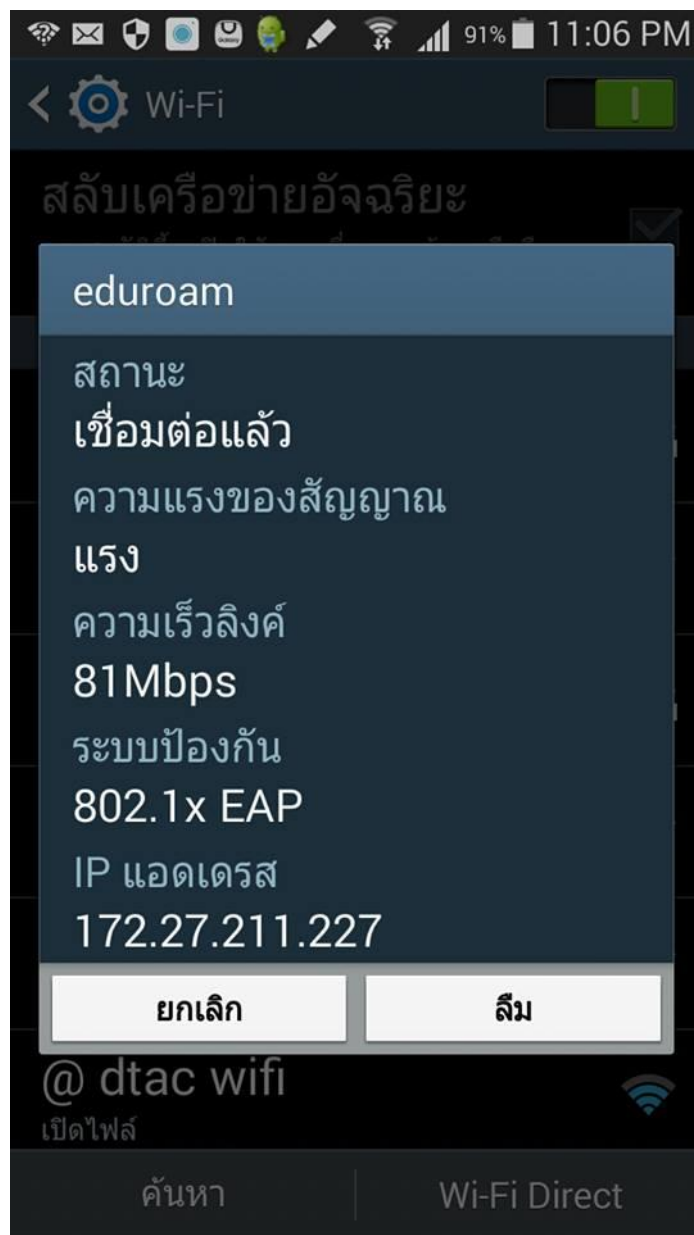 91% 11:06 PM
Wi-Fi
สลับเครือข่ายอัจฉริยะ
eduroam
สถานะ
เชื่อมต่อแล้ว
ความแรงของสัญญาณ
แรง
ความเร็วลิงค์
81Mbps
ระบบป้องกัน
802.1x EAP
IP แอดเดรส
172.27.211.227
ยกเลิก ลืม
@ dtac wifi
เปิดไฟล์
ค้นหา Wi-Fi Direct